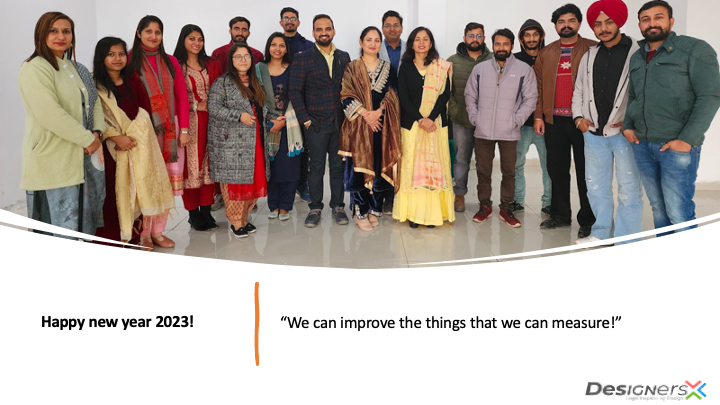 Happy new year 2023!
“We can improve the things that we can measure!”
DesignersX